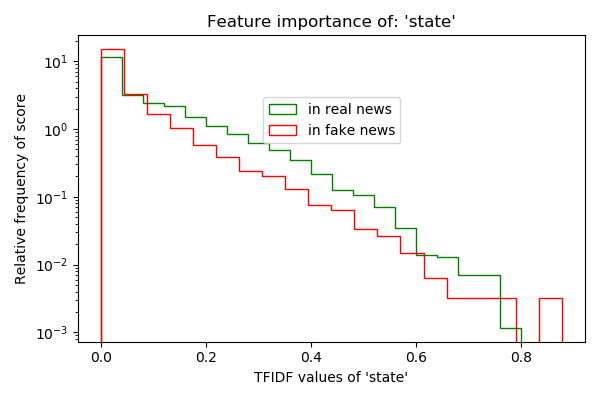 Feature importance of: 'state'
Relative frequency of score
10¹
10⁰
10⁻¹
10⁻²
10⁻³
in real news
in fake news
0.0 0.2 0.4 0.6 0.8
TFIDF values of 'state'